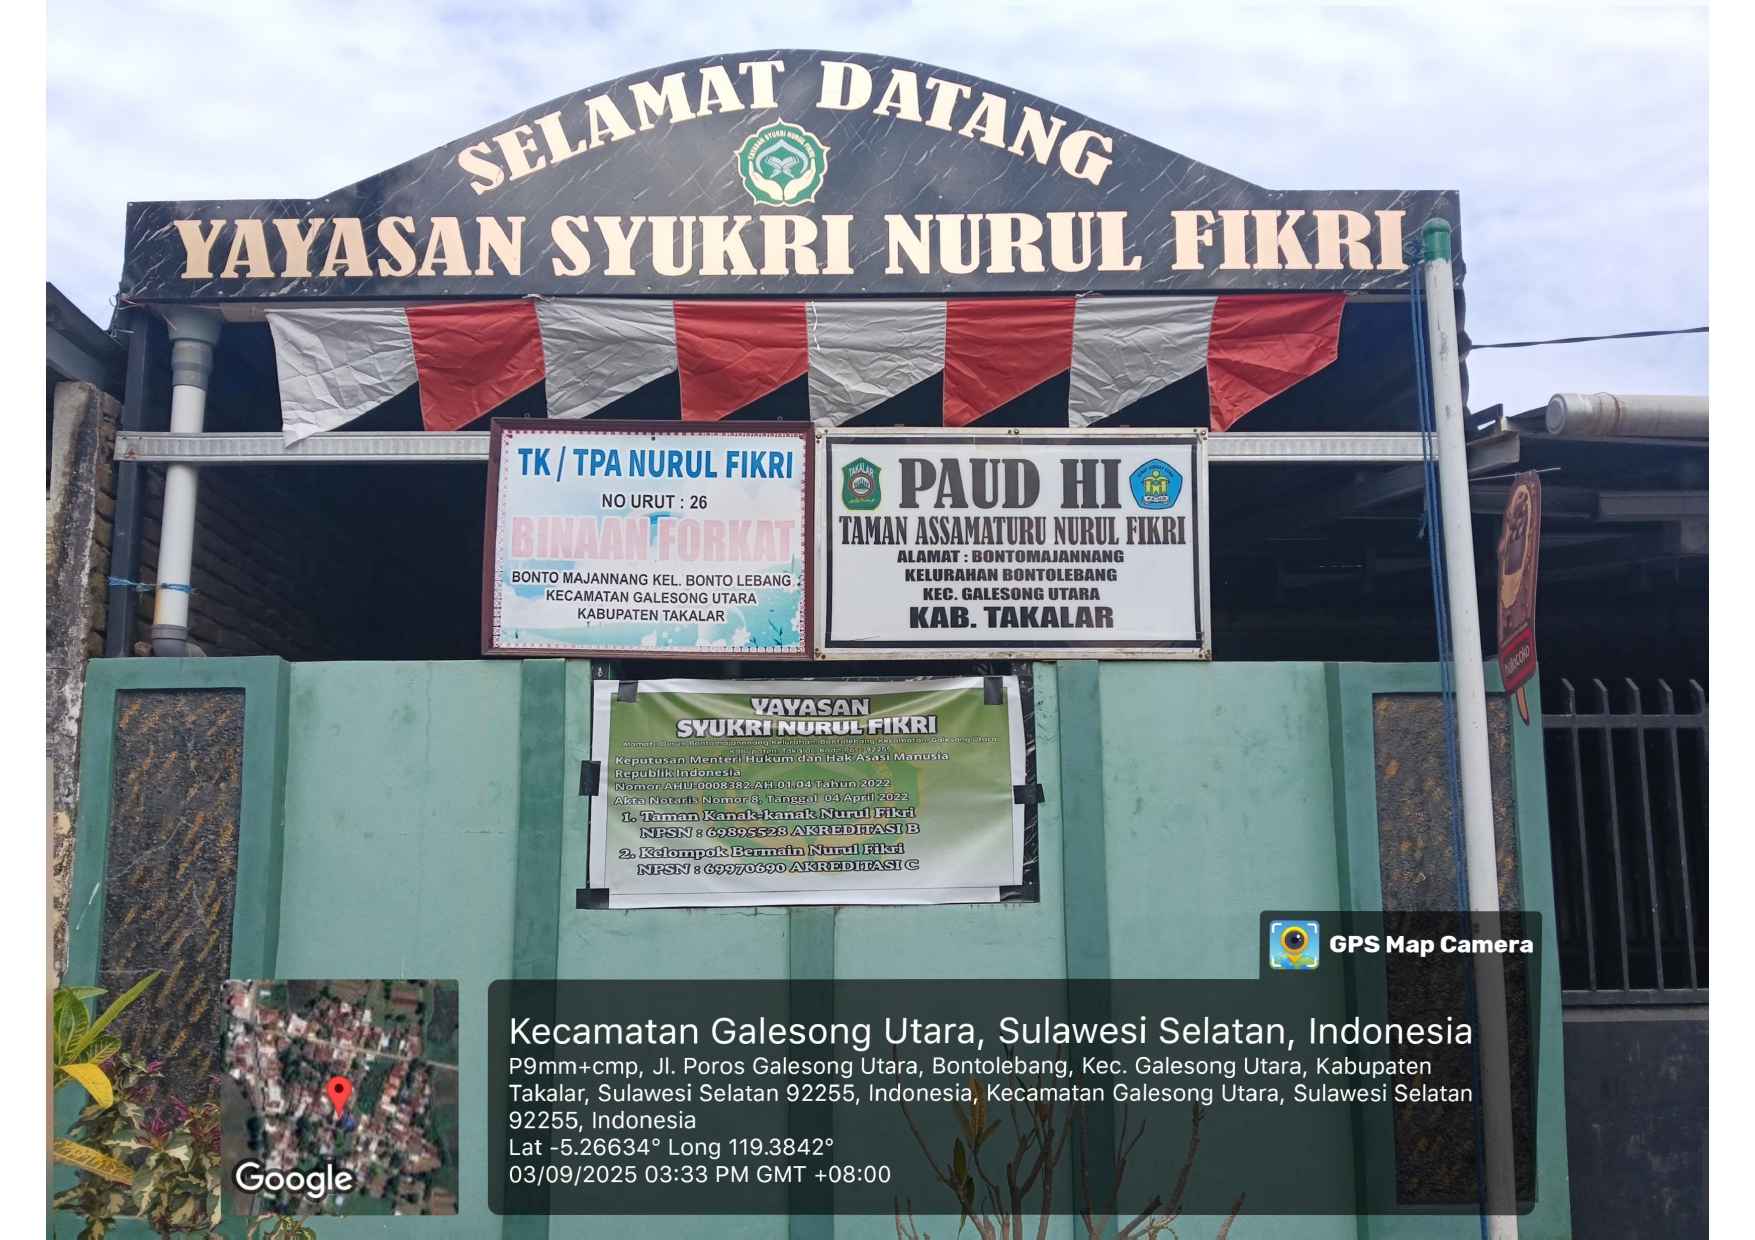 SELAMAT DATANG
YAYASAN SYUKRI NURUL FIKRI
YAYASAN SYUKRI NURUL FIKRI
TK / TPA NURUL FIKRI
NO URUT : 26
BINAAN FORKAT
BONTO MAJANNANG KEL. BONTO LEBANG
KECAMATAN GALESONG UTARA
KABUPATEN TAKALAR
TAKALAR
PAUD HI
TAMAN ASSAMATURU NURUL FIKRI
ALAMAT : BONTOMAJANNANG
KELURAHAN BONTOLEBANG
KEC. GALESONG UTARA
KAB. TAKALAR
YAYASAN
SYUKRI NURUL FIKRI
Keputusan Menteri Hukum dan Hak Asasi Manusia
Republik Indonesia
Nomor AHU-0008382.AH.01.04 Tahun 2022
Akta Notaris Nomor 8, Tanggal 04 April 2022
1. Taman Kanak-kanak Nurul Fikri
NPSN : 69895528 AKREDITASI B
2. Kelompok Bermain Nurul Fikri
NPSN : 69970690 AKREDITASI C
GPS Map Camera
Kecamatan Galesong Utara, Sulawesi Selatan, Indonesia
P9mm+cmp, Jl. Poros Galesong Utara, Bontolebang, Kec. Galesong Utara, Kabupaten
Takalar, Sulawesi Selatan 92255, Indonesia, Kecamatan Galesong Utara, Sulawesi Selatan
92255, Indonesia
Lat -5.26634° Long 119.3842°
03/09/2025 03:33 PM GMT +08:00
Google